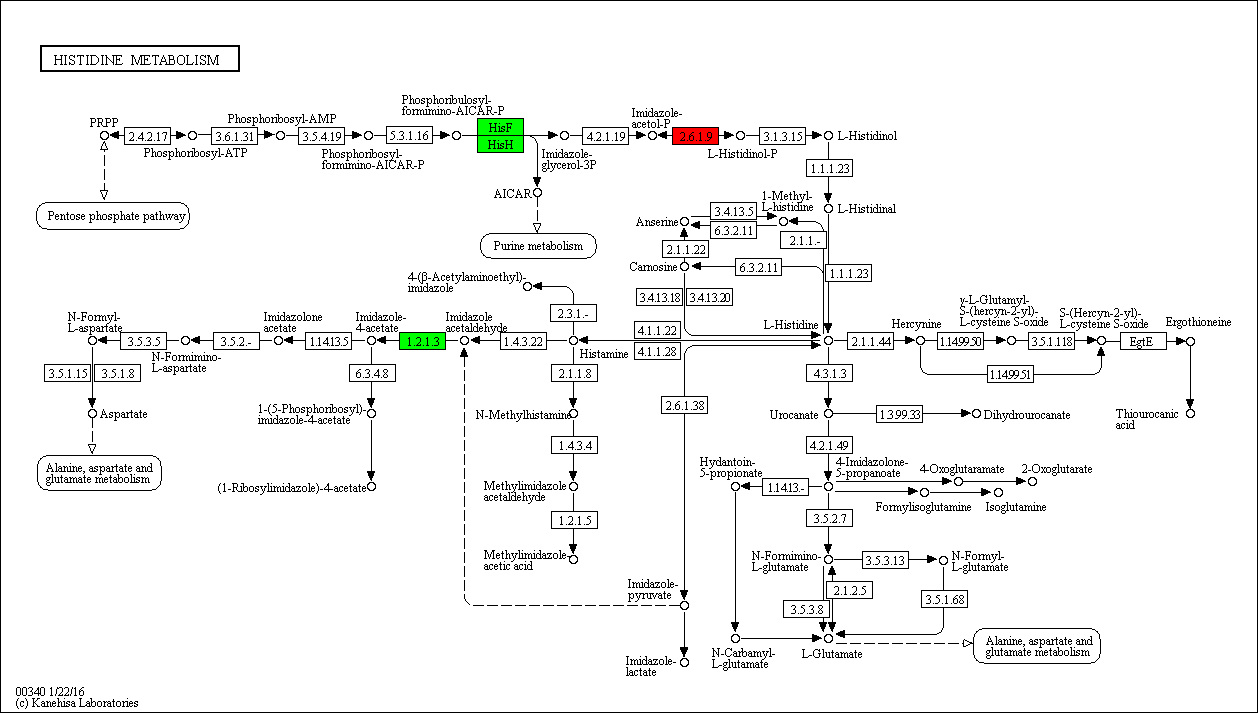 HISTIDINE METABOLISM
Phosphoribulosyl-
formimino-AICAR-P
PRPP
Phosphoribosyl-AMP
Imidazole-
acetol-P
2.4.2.17
3.6.1.31
3.5.4.19
5.3.1.16
HisF
HisH
4.2.1.19
2.6.1.9
3.1.3.15
L-Histidinol
Phosphoribosyl-ATP
Phosphoribosyl-
formimino-AICAR-P
Imidazole-
glycerol-3P
L-Histidinol-P
1.1.1.23
AICAR
Pentose phosphate pathway
Purine metabolism
1-Methyl-
L-histidine
L-Histidinal
Anserine
3.4.13.5
6.3.2.11
2.1.1.-
2.1.1.22
Carnosine
6.3.2.11
1.1.1.23
4-(β-Acetylaminoethyl)-
imidazole
3.4.13.18
3.4.13.20
2.3.1.-
N-Formyl-
L-aspartate
Imidazolone
acetate
Imidazole-
4-acetate
Imidazole
acetaldehyde
4.1.1.22
L-Histidine
Hercynine
γ-L-Glutamyl-
S-(hercyn-2-yl)-
L-cysteine S-oxide
S-(Hercyn-2-yl)-
L-cysteine S-oxide
Ergothioneine
3.5.3.5
3.5.2.-
1.14.13.5
1.2.1.3
1.4.3.22
Histamine
4.1.1.28
2.1.1.44
1.14.99.50
3.5.1.118
EgtE
N-Formimino-
L-aspartate
3.5.1.15
3.5.1.8
6.3.4.8
2.1.1.8
4.3.1.3
1.14.99.51
2.6.1.38
Aspartate
1-(5-Phosphoribosyl)-
imidazole-4-acetate
N-Methylhistamine
Urocanate
1.3.99.33
Dihydrourocanate
Thiourocanic
acid
1.4.3.4
4.2.1.49
Alanine, aspartate and
glutamate metabolism
(1-Ribosylimidazole)-4-acetate
Methylimidazole
acetaldehyde
Hydantoin-
5-propionate
4-Imidazolone-
5-propanoate
4-Oxoglutaramate
2-Oxoglutarate
1.14.13.-
Formylisoglutamine
Isoglutamine
1.2.1.5
3.5.2.7
Methylimidazole
acetic acid
N-Formimino-
L-glutamate
3.5.3.13
N-Formyl-
L-glutamate
Imidazole-
pyruvate
2.1.2.5
3.5.3.8
3.5.1.68
Imidazole-
lactate
N-Carbamyl-
L-glutamate
L-Glutamate
Alanine, aspartate and
glutamate metabolism
00340 1/22/16
(c) Kanehisa Laboratories